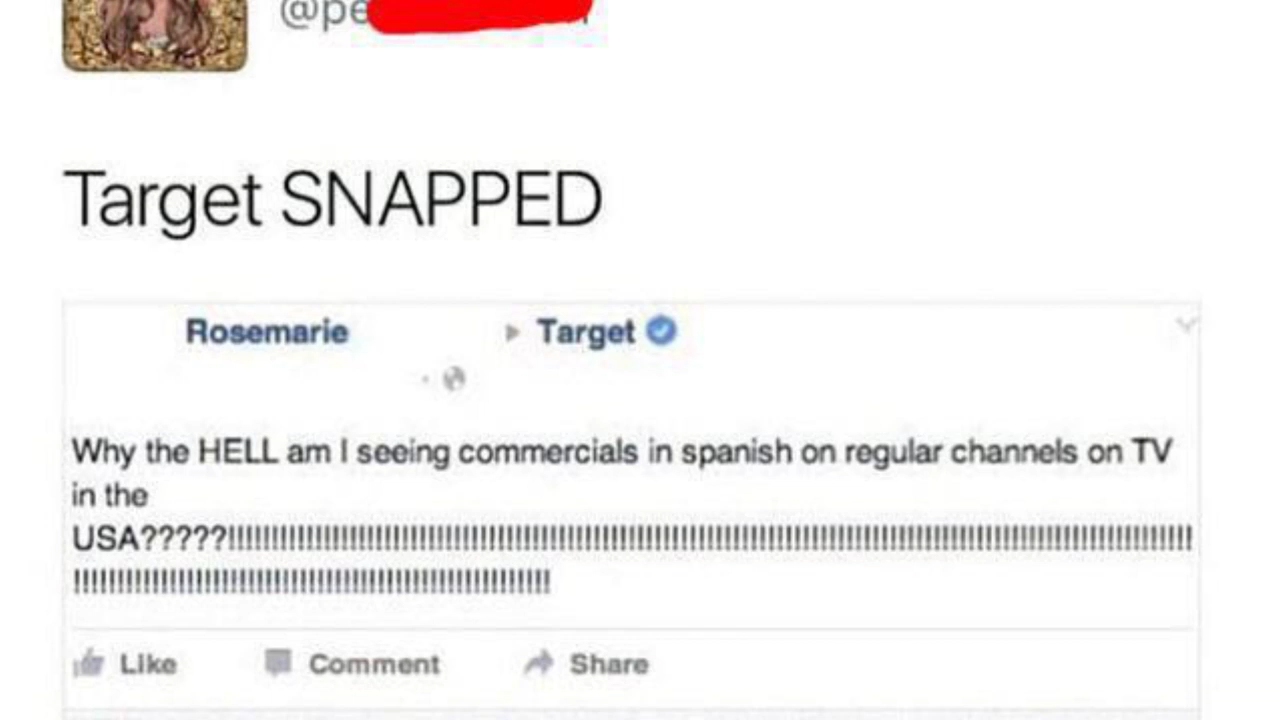 @pe
Target SNAPPED
Rosemarie ▸ Target
Why the HELL am I seeing commercials in spanish on regular channels on TV
in the
USA?????!!!!!!!!!!!!!!!!!!!!!!!!!!!!!!!!!!!!!!!!!!!!!!!!!!!!!!!!!!!!!!!!!!!!!!!!!!!!!!!!!!!!!!!!!!!!!!!!!!!!!!!!!!!!!!
!!!!!!!!!!!!!!!!!!!!!!!!!!!!!!!!!!!!!!!!!!!!!!!!!!!!!!
Like Comment Share